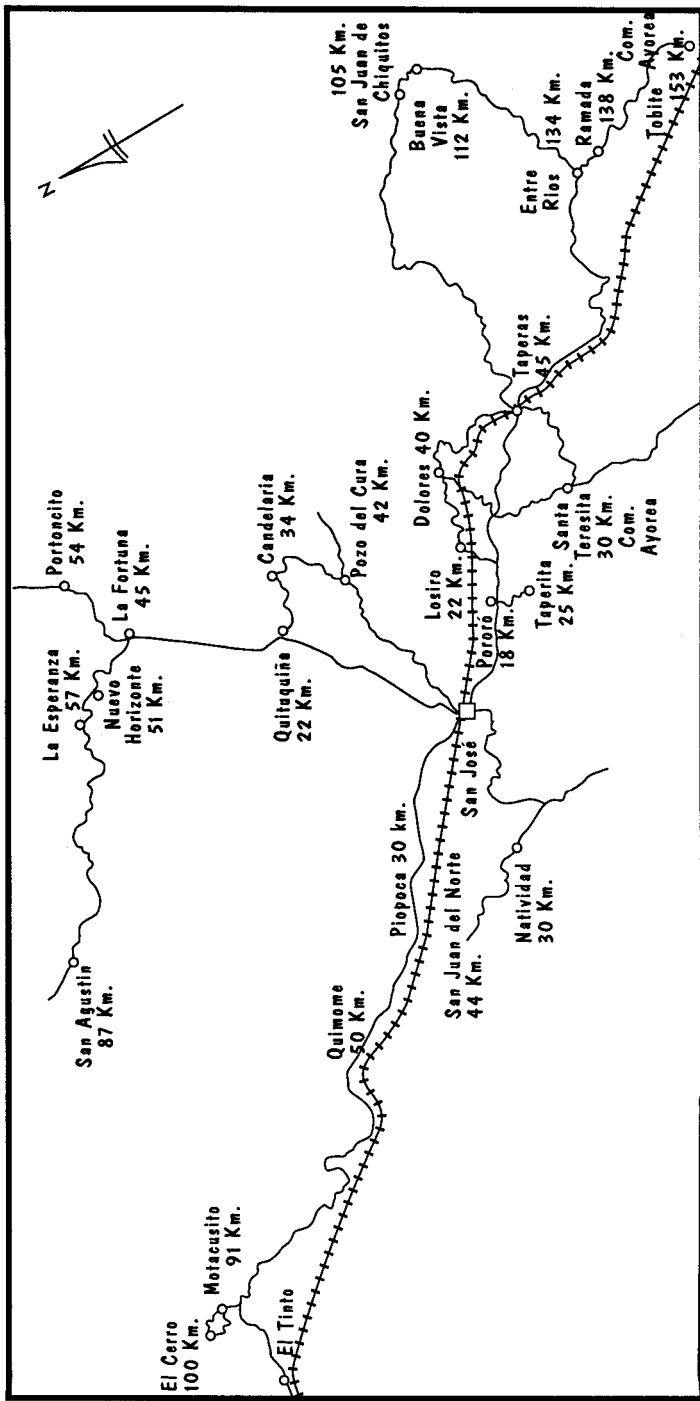 N
El Cerro
100 Km.
Motacusito
91 Km.
El Tinto
San Agustin
87 Km.
Quimome
50 Km.
La Esperanza
57 Km.
Nuevo
Horizonte
51 Km.
La Fortuna
45 Km.
Portoncito
54 Km.
Quituquiña
22 Km.
Candelaria
34 Km.
Pozo del Cura
42 Km.
Piopoca 30 km.
San Juan del Norte
44 Km.
Natividad
30 Km.
San José
Pororó
18 Km.
Losiro
22 Km.
Taperita
25 Km.
Dolores 40 Km.
Santa
Teresita
30 Km.
Com.
Ayorea
Taperas
45 Km.
105 Km.
San Juan de
Chiquitos
Buena
Vista
112 Km.
Entre
Rios
134 Km.
Ramada
138 Km.
Com.
Ayorea
Tobite
153 Km.